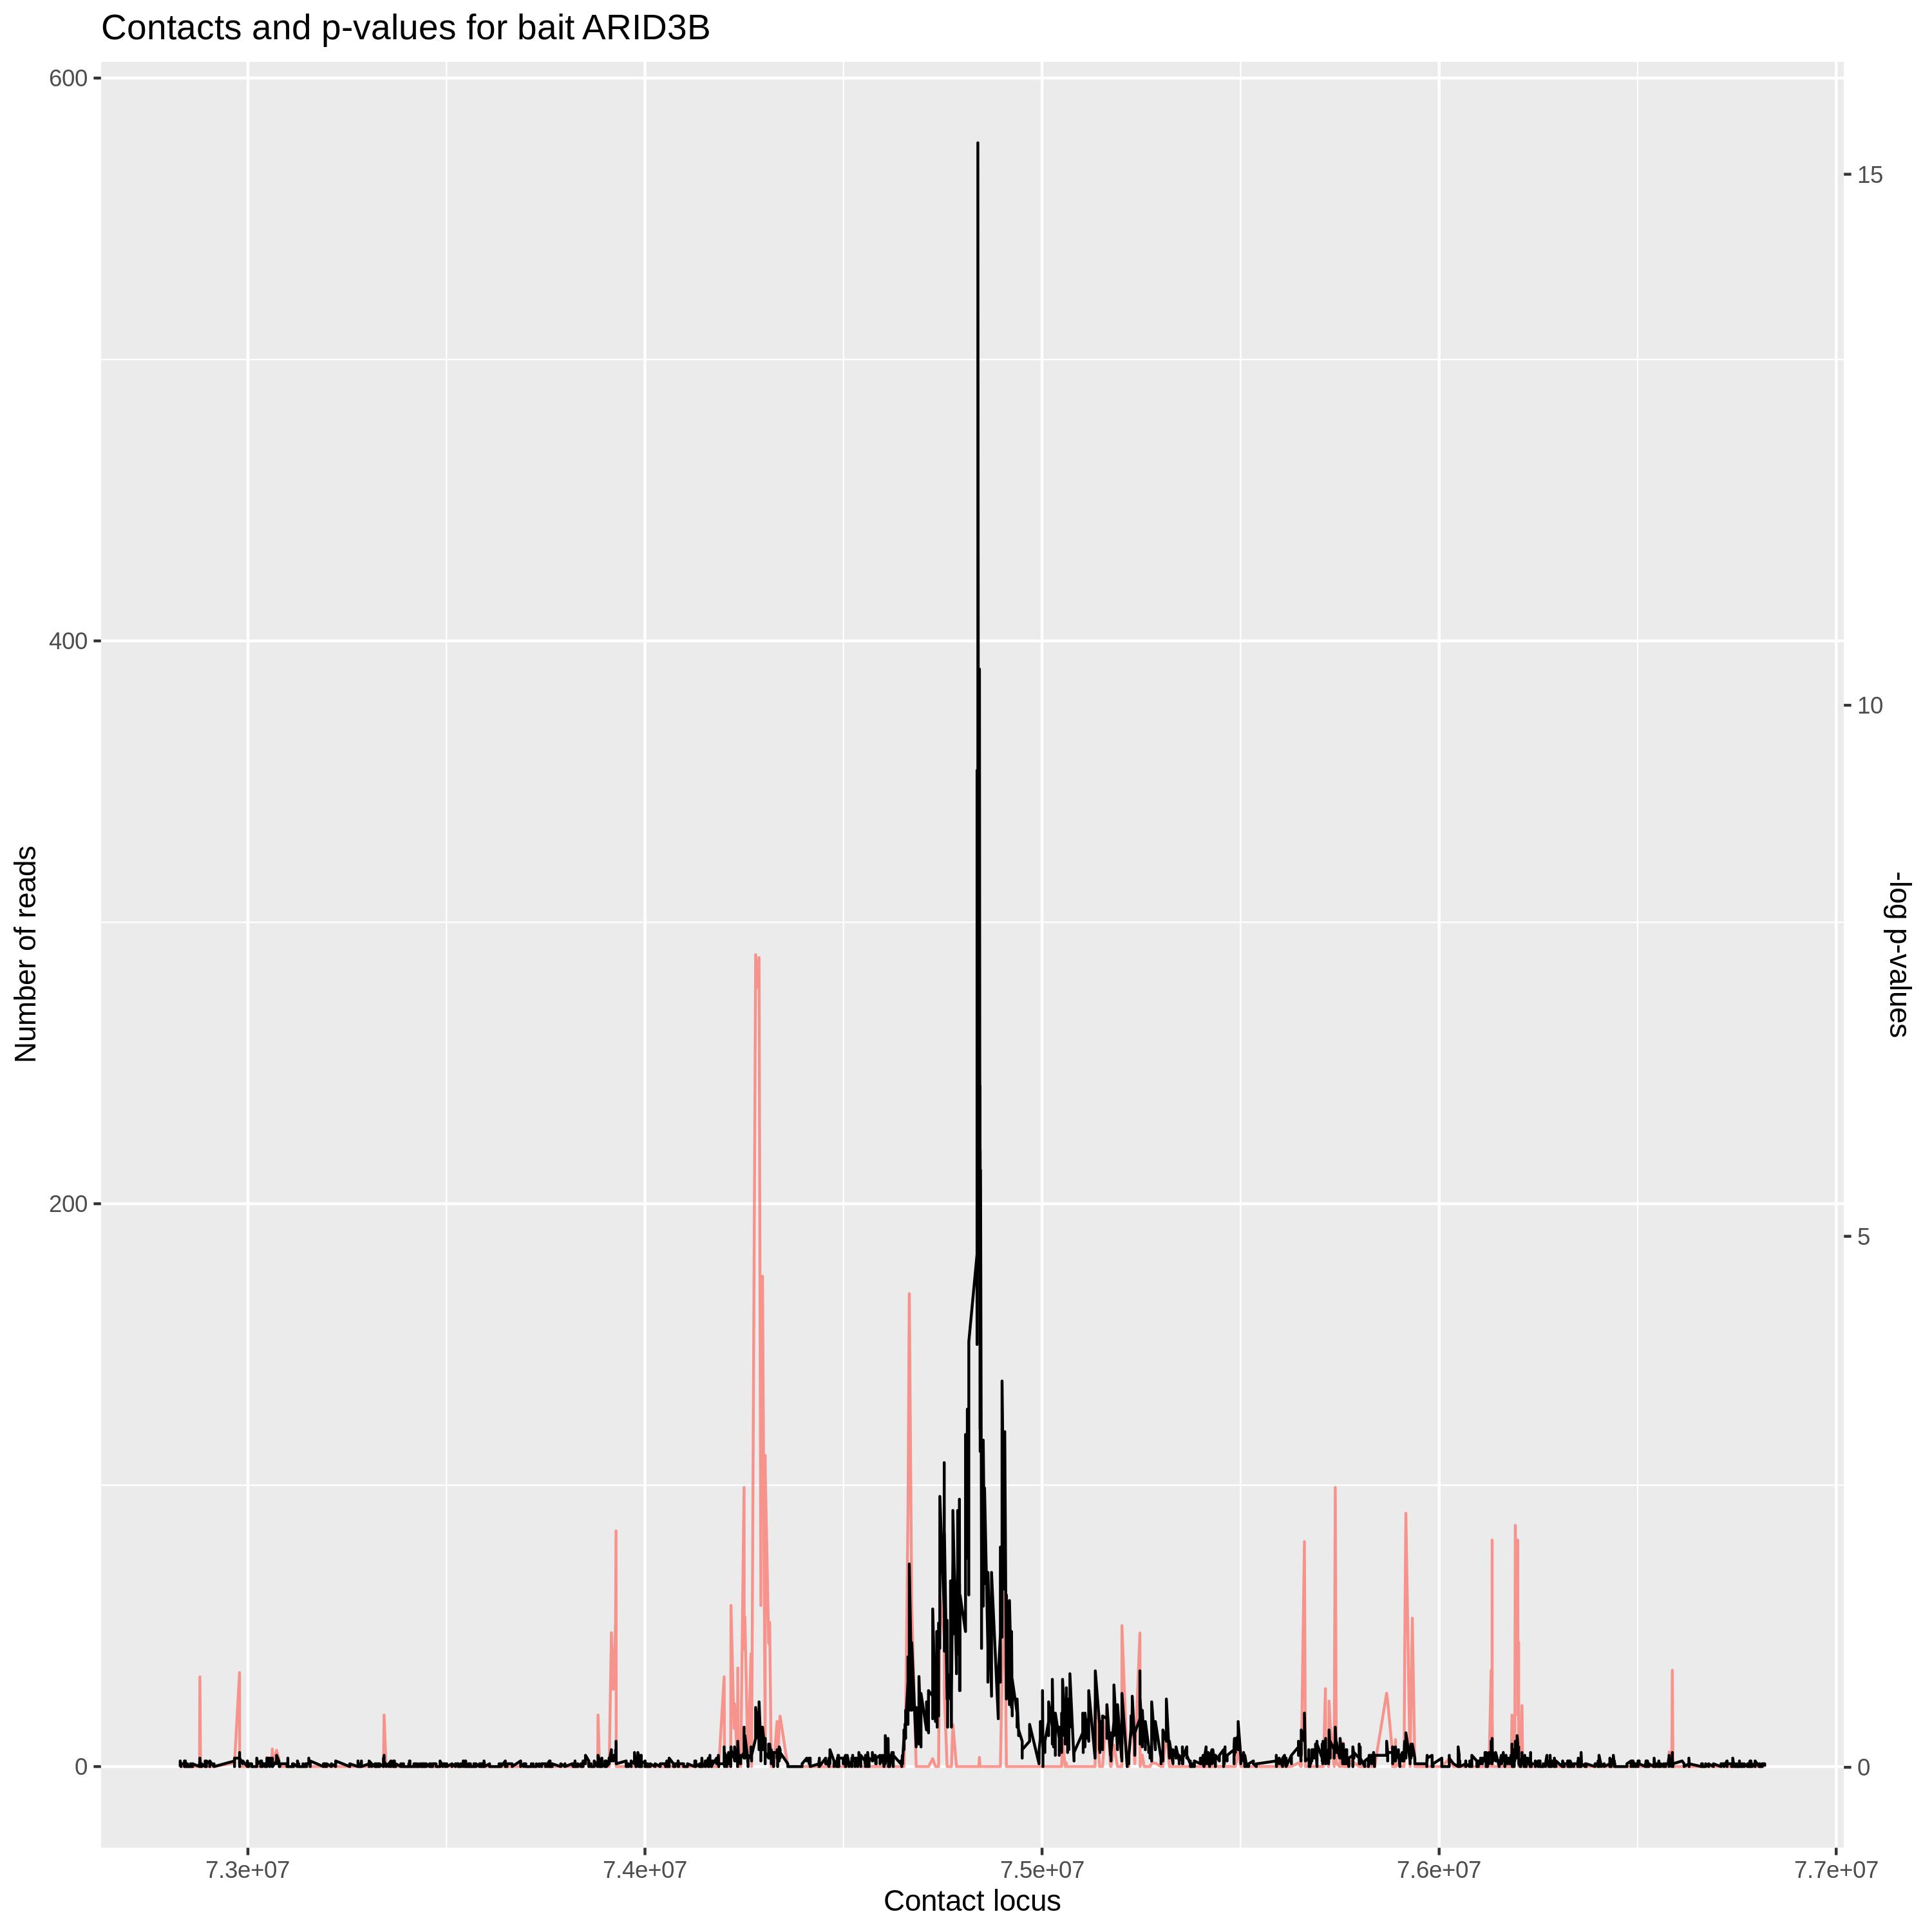 Contacts and p-values for bait ARID3B
600
400
200
0
Number of reads
15
10
5
0
-log p-values
7.3e+07
7.4e+07
7.5e+07
7.6e+07
7.7e+07
Contact locus